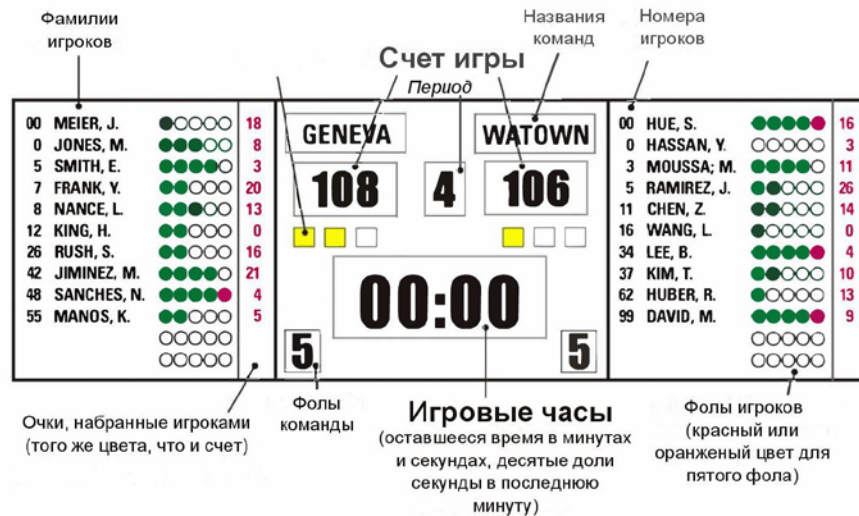 Фамилии
игроков
Названия
команд
Номера
игроков
Счет игры
Период
00 MEIER, J. 18
0 JONES, M. 8
5 SMITH, E. 3
7 FRANK, Y. 20
8 NANCE, L. 13
12 KING, H. 0
26 RUSH, S. 16
42 JIMINEZ, M. 21
48 SANCHES, N. 4
55 MANOS, K. 5
GENEVA
WATOWN
108
4
106
00:00
5
5
00 HUE, S. 16
0 HASSAN, Y. 3
3 MOUSSA; M. 11
5 RAMIREZ, J. 26
11 CHEN, Z. 14
16 WANG, L. 0
34 LEE, B. 4
37 KIM, T. 10
62 HUBER, R. 13
99 DAVID, M. 9
Очки, набранные игроками
(того же цвета, что и счет)
Фолы
команды
Игровые часы
(оставшееся время в минутах
и секундах, десятые доли
секунды в последнюю
минуту)
Фолы игроков
(красный или
оранженый цвет для
пятого фола)